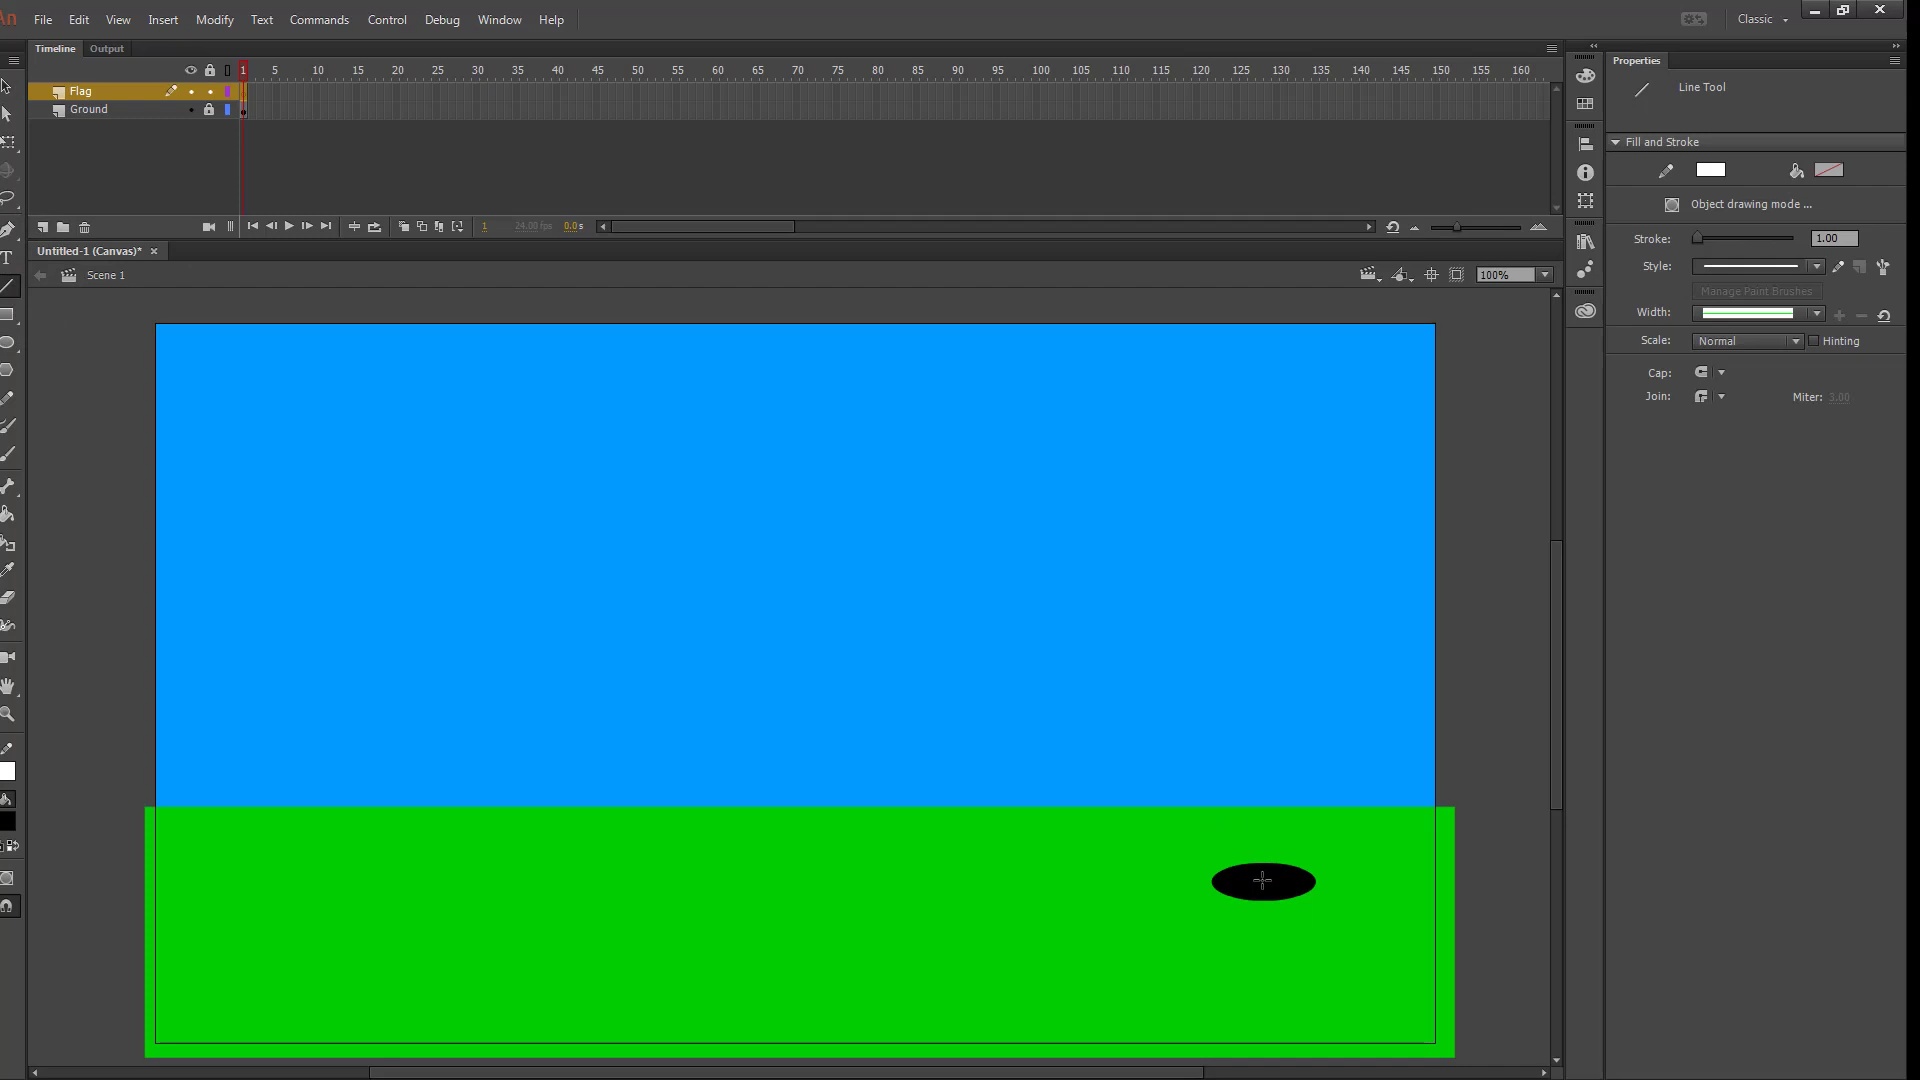 An File Edit View Insert Modify Text Commands Control Debug Window Help Classic
Timeline Output
Properties
1 5 10 15 20 25 30 35 40 45 50 55 60 65 70 75 80 85 90 95 100 105 110 115 120 125 130 135 140 145 150 155 160
Flag
Ground
Line Tool
Fill and Stroke
Object drawing mode ...
1 24.00 fps 0.0 s
Stroke: 1.00
Untitled-1 (Canvas)*
Scene 1
100%
Style:
Manage Paint Brushes
Width:
Scale: Normal Hinting
Cap:
Join: Miter: 3.00
T